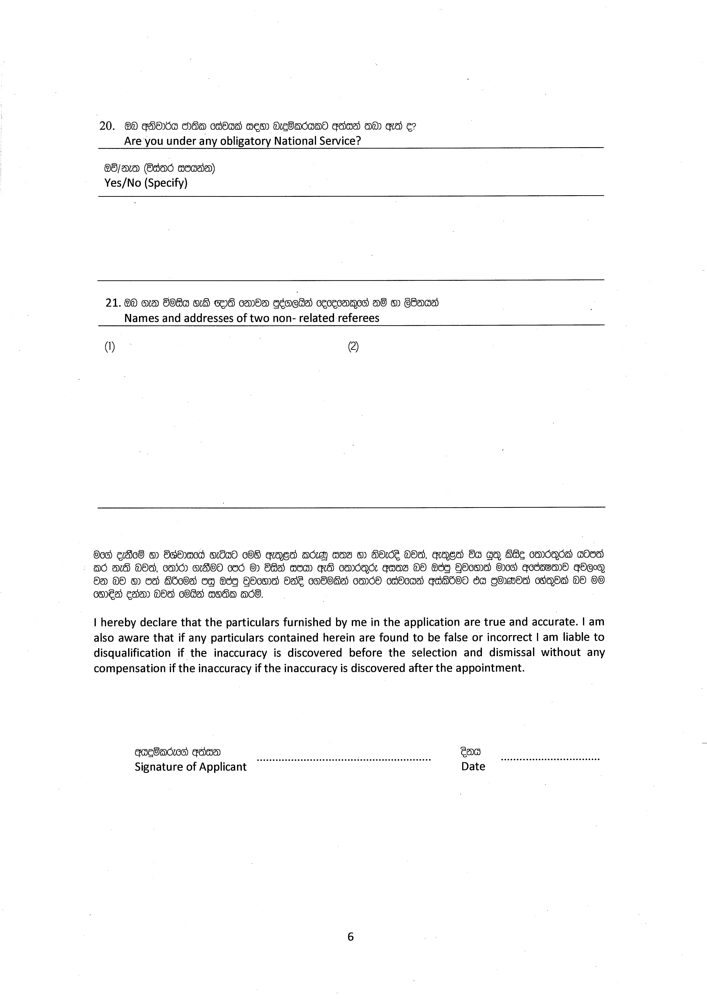 20. ඔබ අනිවාර්ය ජාතික සේවයක් සඳහා බැඳුම්කරයකට අත්සන් තබා ඇත් ද?
Are you under any obligatory National Service?
ඔව්/නැත (විස්තර සපයන්න)
Yes/No (Specify)
21. ඔබ ගැන විමසිය හැකි ඥාති නොවන පුද්ගලයින් දෙදෙනෙකුගේ නම් හා ලිපිනයන්
Names and addresses of two non- related referees
(1) (2)
මගේ දැනීමේ හා විශ්වාසයේ හැටියට මෙහි ඇතුළත් කරුණු සත්‍ය හා නිවැරදි බවත්, ඇතුළත් විය යුතු කිසිදු තොරතුරක් යටපත්
කර නැති බවත්, තෝරා ගැනීමට පෙර මා විසින් සපයා ඇති තොරතුරු අසත්‍ය බව ඔප්පු වුවහොත් මාගේ අපේක්ෂතාව අවලංගු
වන බව හා පත් කිරීමෙන් පසු ඔප්පු වුවහොත් වන්දි ගෙවීමකින් තොරව සේවයෙන් අස්කිරීමට එය ප්‍රමාණවත් හේතුවක් බව මම
හොඳින් දන්නා බවත් මෙයින් සහතික කරමි.
I hereby declare that the particulars furnished by me in the application are true and accurate. I am
also aware that if any particulars contained herein are found to be false or incorrect I am liable to
disqualification if the inaccuracy is discovered before the selection and dismissal without any
compensation if the inaccuracy if the inaccuracy is discovered after the appointment.
අයදුම්කරුගේ අත්සන ........................................................ දිනය ................................
Signature of Applicant Date
6